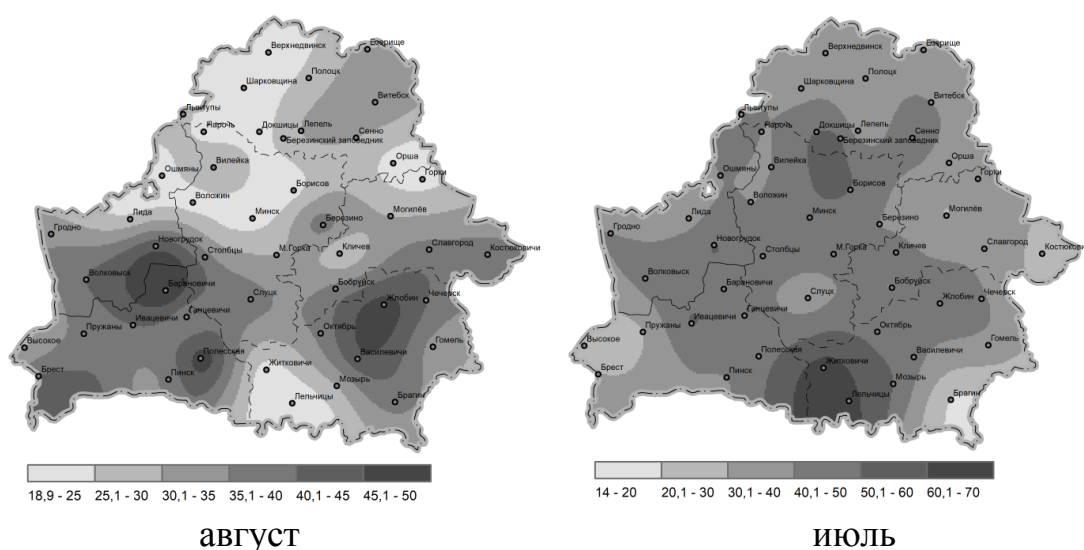 Верхнедвинск
Езерище
Полоцк
Шарковщина
Витебск
Лынтупы
Нарочь
Докшицы
Лепель
Сенно
Березинский заповедник
Орша
Ошмяны
Вилейка
Горки
Борисов
Воложин
Лида
Минск
Березино
Могилёв
Гродно
Новогрудок
Столбцы
М.Горка
Кличев
Славгород
Костюковичи
Волковыск
Барановичи
Слуцк
Бобруйск
Жлобин
Чечерск
Пружаны
Ивацевичи
Ганцевичи
Октябрь
Высокое
Полесская
Гомель
Василевичи
Брест
Пинск
Житковичи
Мозырь
Лельчицы
Брагин
18,9 - 25 25,1 - 30 30,1 - 35 35,1 - 40 40,1 - 45 45,1 - 50
август
Верхнедвинск
Езерище
Полоцк
Шарковщина
Витебск
Лынтупы
Нарочь
Докшицы
Лепель
Сенно
Березинский заповедник
Орша
Ошмяны
Вилейка
Горки
Борисов
Воложин
Лида
Минск
Березино
Могилёв
Гродно
Новогрудок
Столбцы
М.Горка
Кличев
Славгород
Костюковичи
Волковыск
Барановичи
Слуцк
Бобруйск
Жлобин
Чечерск
Пружаны
Ивацевичи
Ганцевичи
Октябрь
Высокое
Полесская
Гомель
Василевичи
Брест
Пинск
Житковичи
Мозырь
Лельчицы
Брагин
14 - 20 20,1 - 30 30,1 - 40 40,1 - 50 50,1 - 60 60,1 - 70
июль